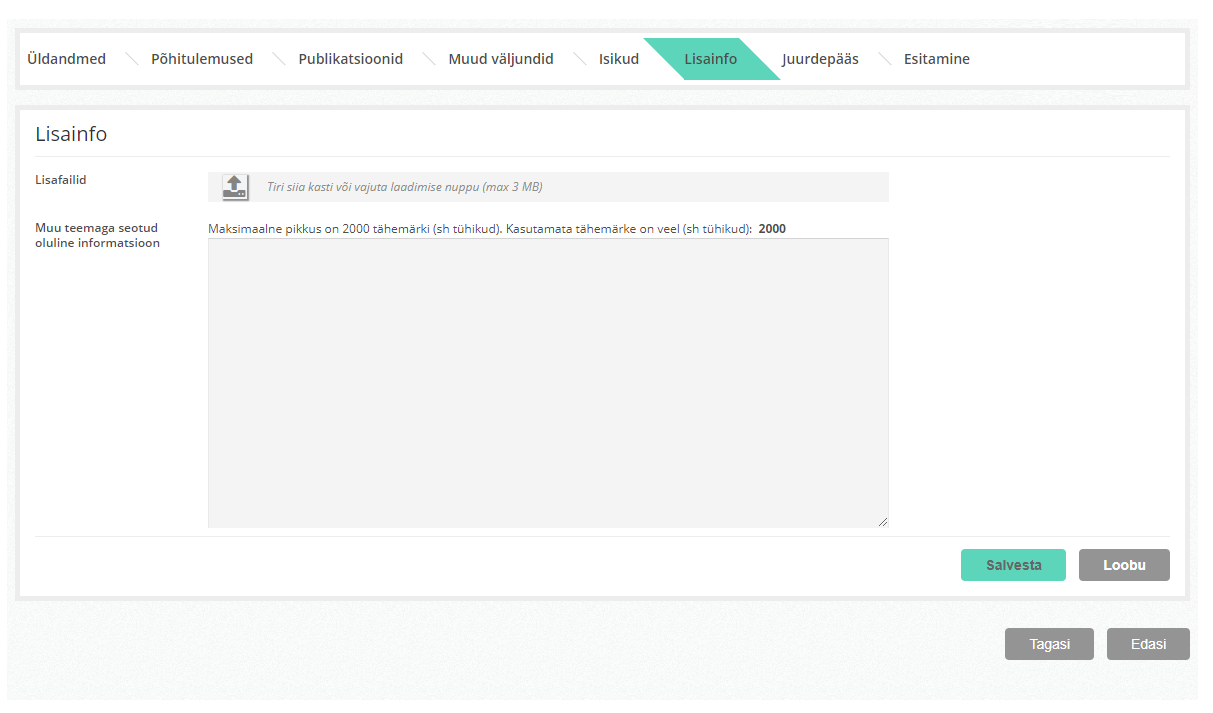 Üldandmed Põhitulemused Publikatsioonid Muud väljundid Isikud Lisainfo Juurdepääs Esitamine
Lisainfo
Lisafailid
Tiri siia kasti või vajuta laadimise nuppu (max 3 MB)
Muu teemaga seotud
oluline informatsioon
Maksimaalne pikkus on 2000 tähemärki (sh tühikud). Kasutamata tähemärke on veel (sh tühikud): 2000
Salvesta Loobu
Tagasi Edasi